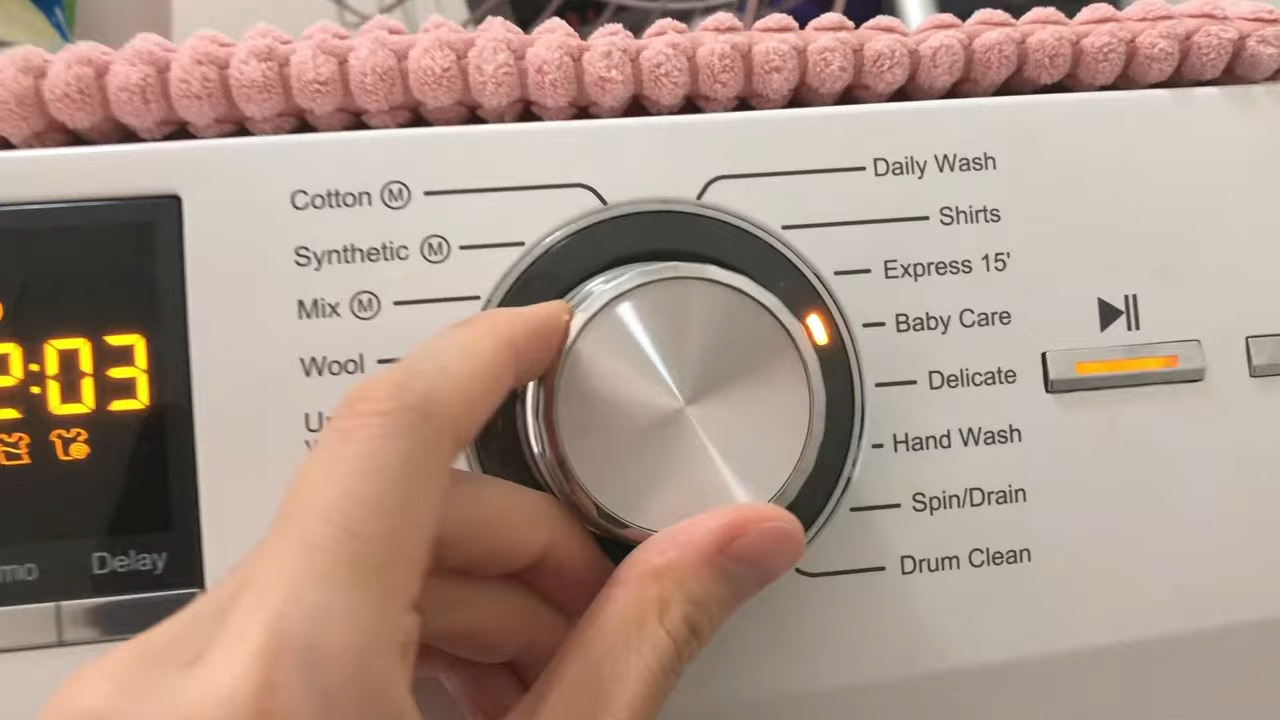 Cotton M
Synthetic M
Mix M
Wool
Daily Wash
Shirts
Express 15'
Baby Care
Delicate
Hand Wash
Spin/Drain
Drum Clean
2:03
Delay